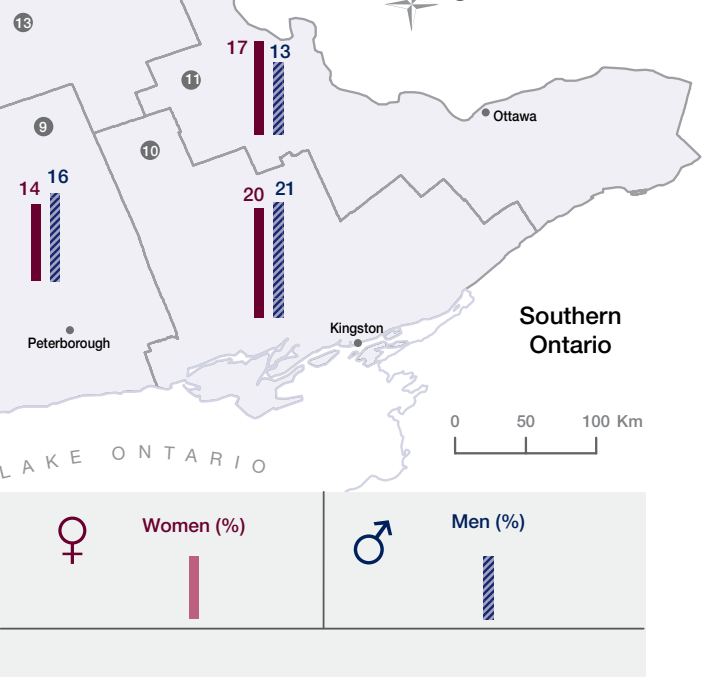 13
17
13
11
Ottawa
9
10
14
16
20
21
Peterborough
Kingston
Southern
Ontario
0 50 100 Km
LAKE ONTARIO
Women (%)
Men (%)